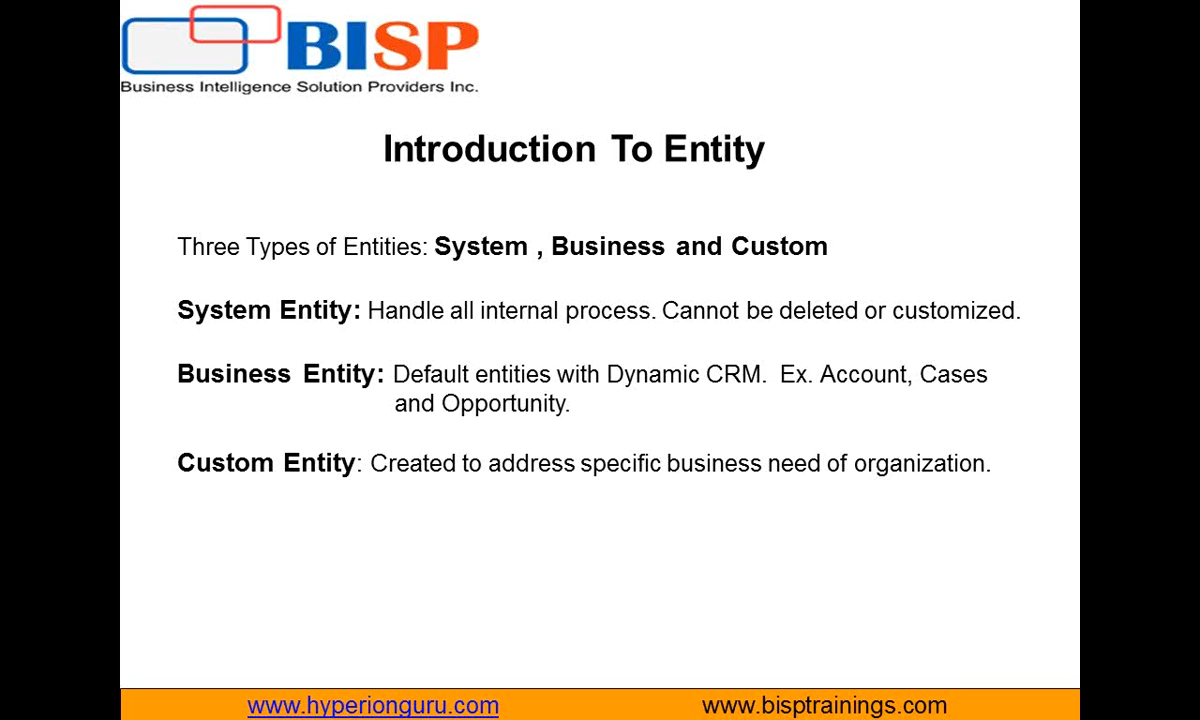 BISP
Business Intelligence Solution Providers Inc.
Introduction To Entity
Three Types of Entities: System , Business and Custom
System Entity: Handle all internal process. Cannot be deleted or customized.
Business Entity: Default entities with Dynamic CRM. Ex. Account, Cases
and Opportunity.
Custom Entity: Created to address specific business need of organization.
www.hyperionguru.com www.bisptrainings.com